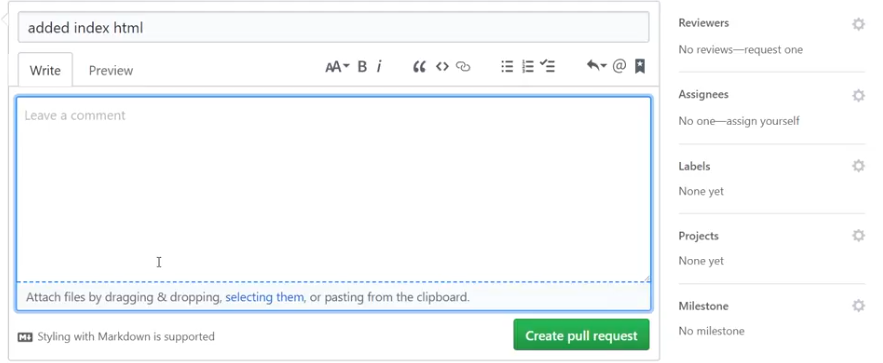 added index html
Write Preview AA B i @
Leave a comment
Attach files by dragging & dropping, selecting them, or pasting from the clipboard.
Styling with Markdown is supported
Create pull request
Reviewers
No reviews—request one
Assignees
No one—assign yourself
Labels
None yet
Projects
None yet
Milestone
No milestone